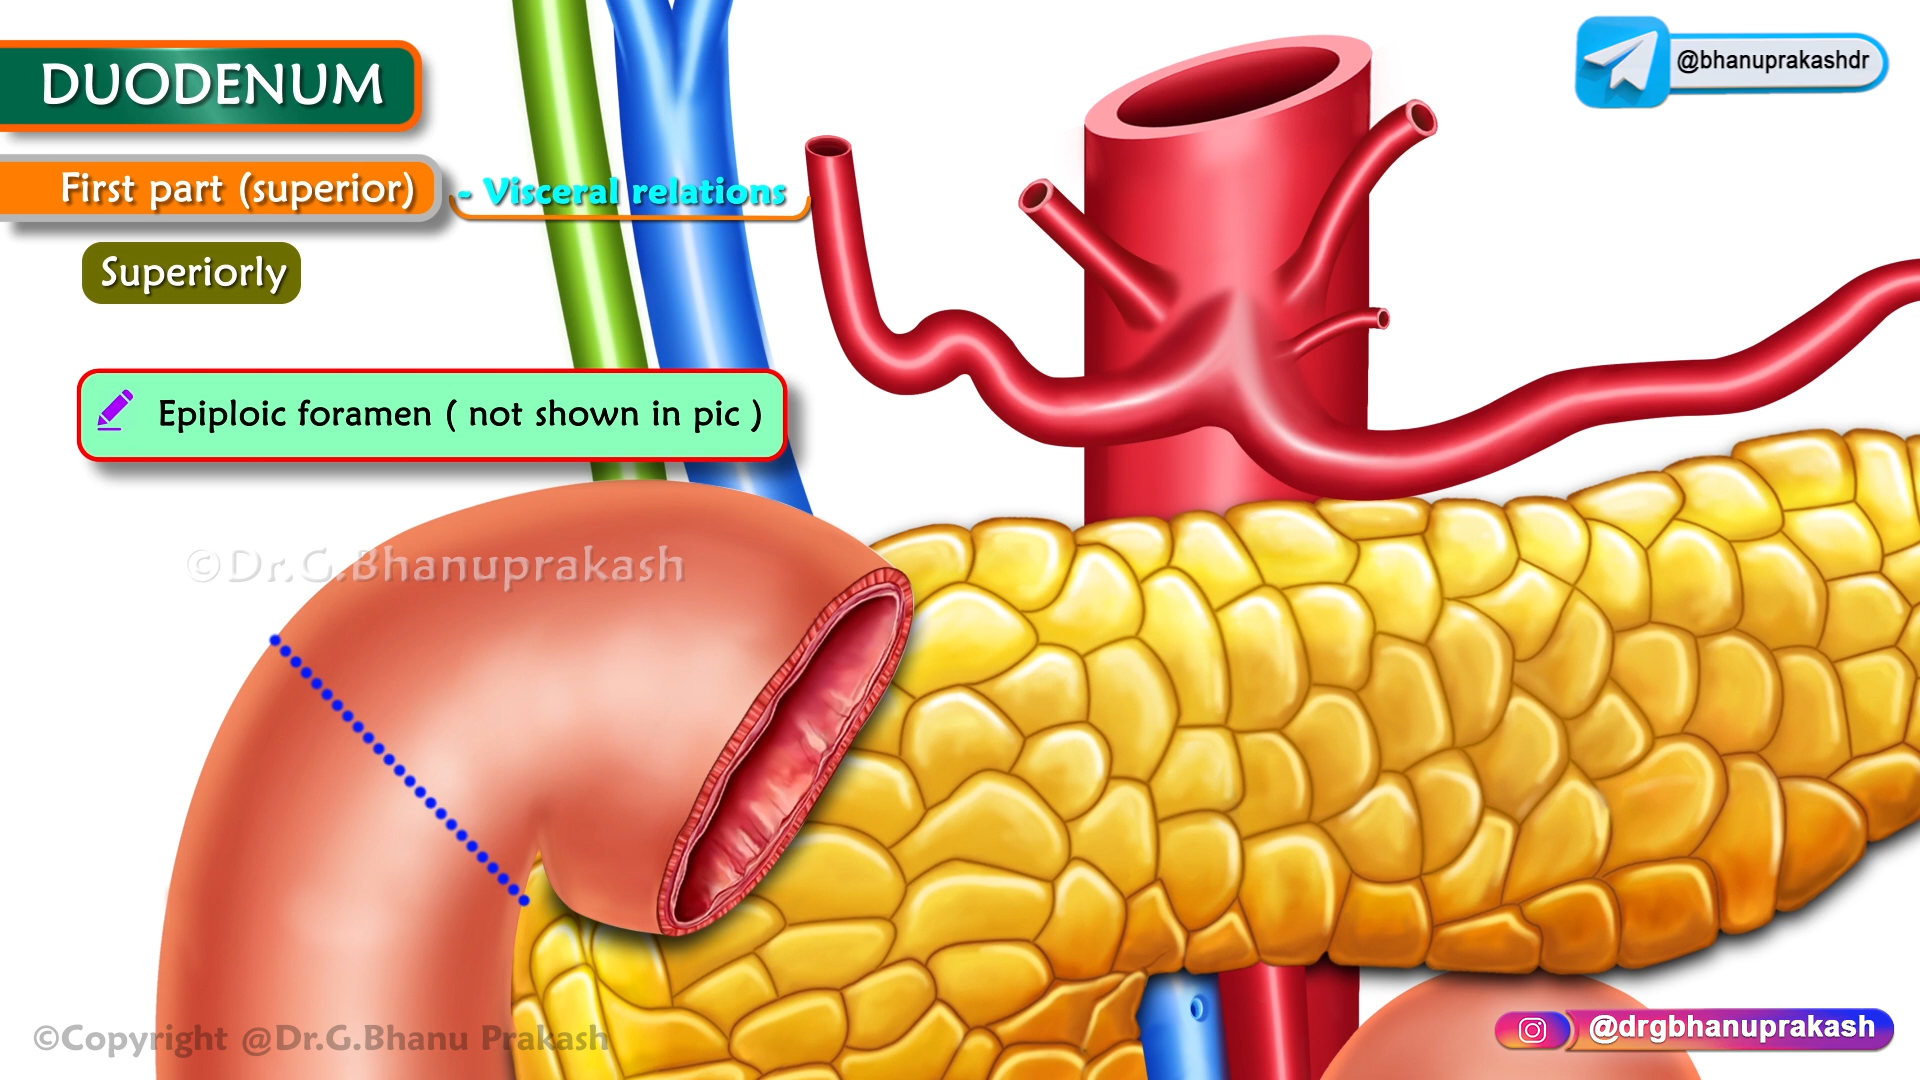 DUODENUM
@bhanuprakashdr
First part (superior)
- Visceral relations
Superiorly
Epiploic foramen ( not shown in pic )
©Dr.G.Bhanuprakash
©Copyright @Dr.G.Bhanu Prakash
@drgbhanuprakash